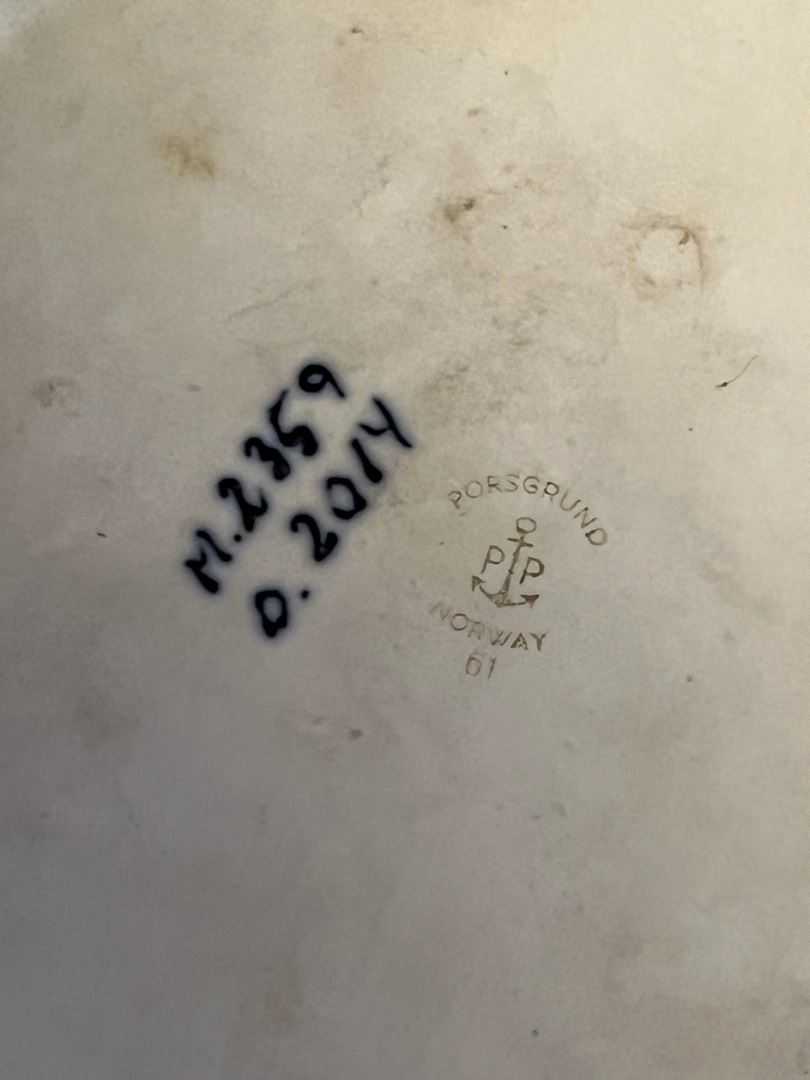 M.2359
D. 2014
PORSGRUND
P P
NORWAY
61